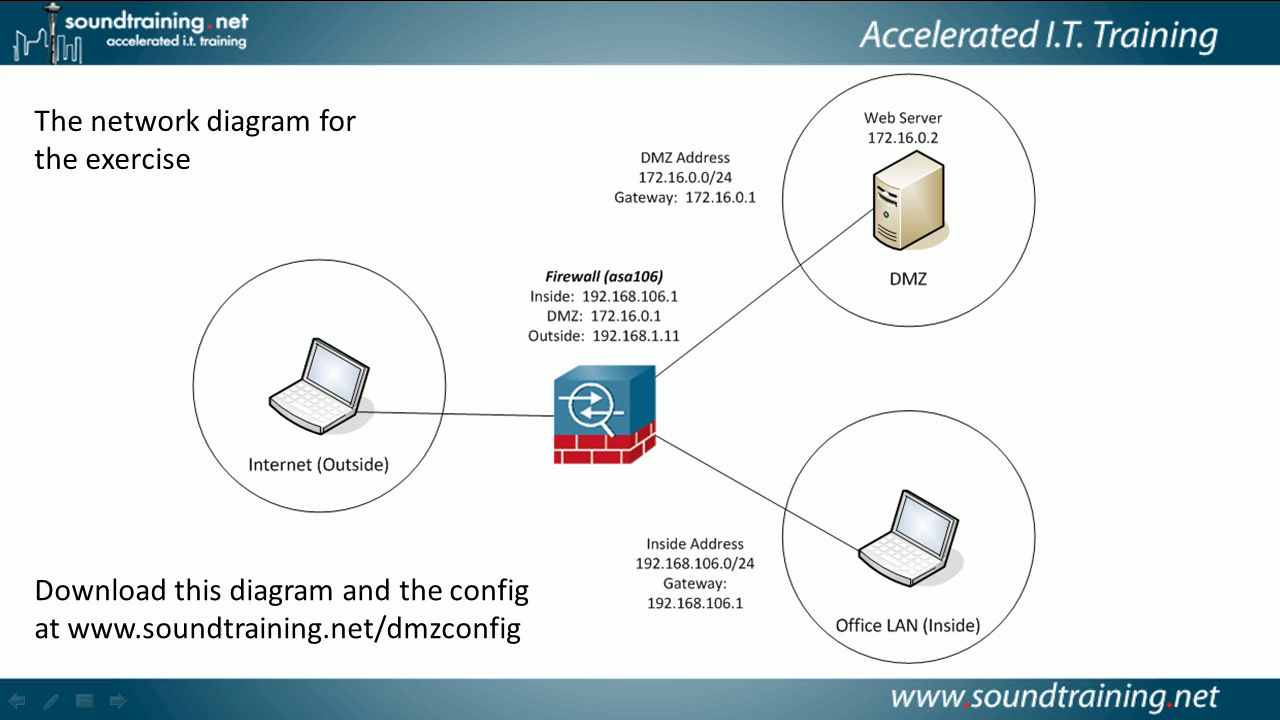 soundtraining.net
accelerated i.t. training
Accelerated I.T. Training
The network diagram for
the exercise
Web Server
172.16.0.2
DMZ Address
172.16.0.0/24
Gateway: 172.16.0.1
DMZ
Firewall (asa106)
Inside: 192.168.106.1
DMZ: 172.16.0.1
Outside: 192.168.1.11
Internet (Outside)
Inside Address
192.168.106.0/24
Gateway:
192.168.106.1
Office LAN (Inside)
Download this diagram and the config
at www.soundtraining.net/dmzconfig
www.soundtraining.net